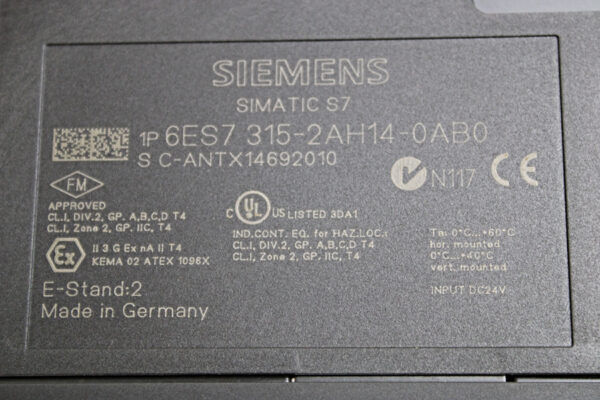 SIEMENS
SIMATIC S7
1P 6ES7 315-2AH14-0AB0
S C-ANTX14692010
N117 CE
FM
APPROVED
CL.I, DIV.2, GP. A,B,C,D T4
CL.I, Zone 2, GP. IIC, T4
Ex
II 3 G Ex nA II T4
KEMA 02 ATEX 1096X
C UL US LISTED 3DA1
IND.CONT. EQ. for HAZ.LOC.:
CL.I, DIV.2, GP. A,B,C,D T4
CL.I, Zone 2, GP. IIC, T4
Ta: 0°C...+60°C
hor. mounted
0°C...+40°C
vert. mounted
INPUT DC24V
E-Stand:2
Made in Germany